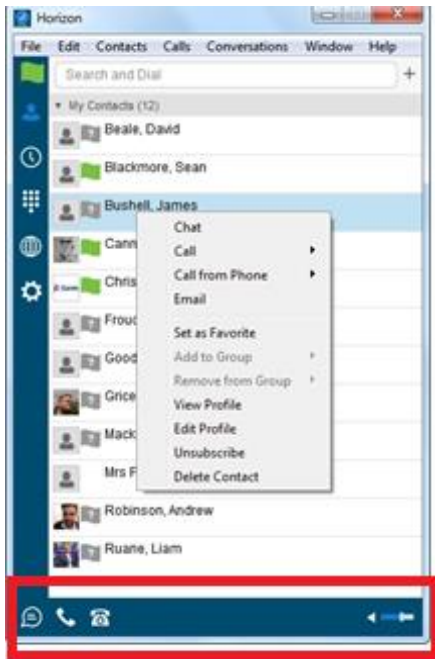 Horizon
File Edit Contacts Calls Conversations Window Help
Search and Dial
My Contacts (12)
Beale, David
Blackmore, Sean
Bushell, James
Chat
Cann
Call
Call from Phone
Chris
Email
Froud
Set as Favorite
Good
Add to Group
Remove from Group
Grice
View Profile
Edit Profile
Mack
Unsubscribe
Mrs F
Delete Contact
Robinson, Andrew
Ruane, Liam